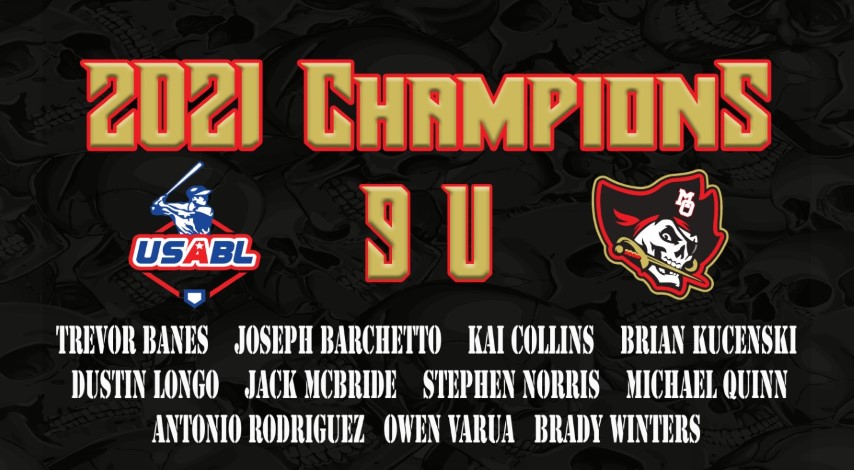 2021 CHAMPIONS
9 U
USABL
MO
TREVOR BANES JOSEPH BARCHETTO KAI COLLINS BRIAN KUCENSKI
DUSTIN LONGO JACK MCBRIDE STEPHEN NORRIS MICHAEL QUINN
ANTONIO RODRIGUEZ OWEN VARUA BRADY WINTERS